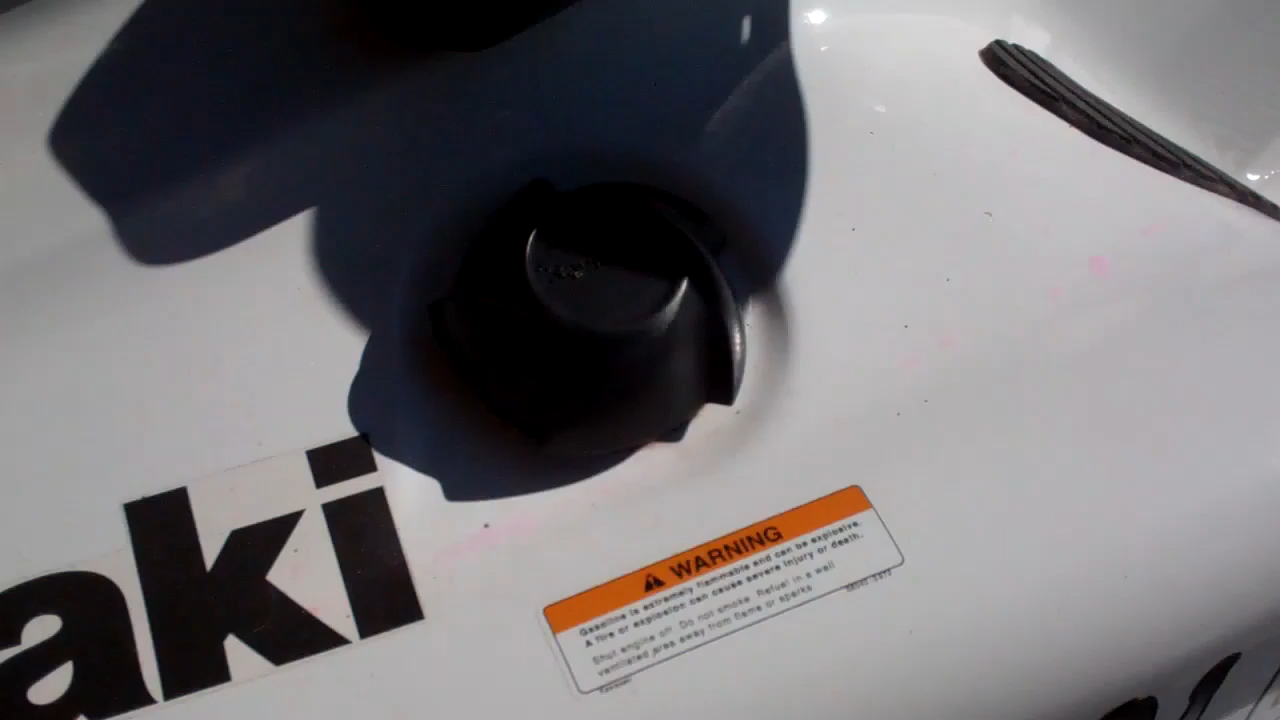 aki
WARNING
Gasoline is extremely flammable and can be explosive.
A fire or explosion can cause severe injury or death.
Shut engine off. Do not smoke. Refuel in a well
ventilated area away from flame or sparks